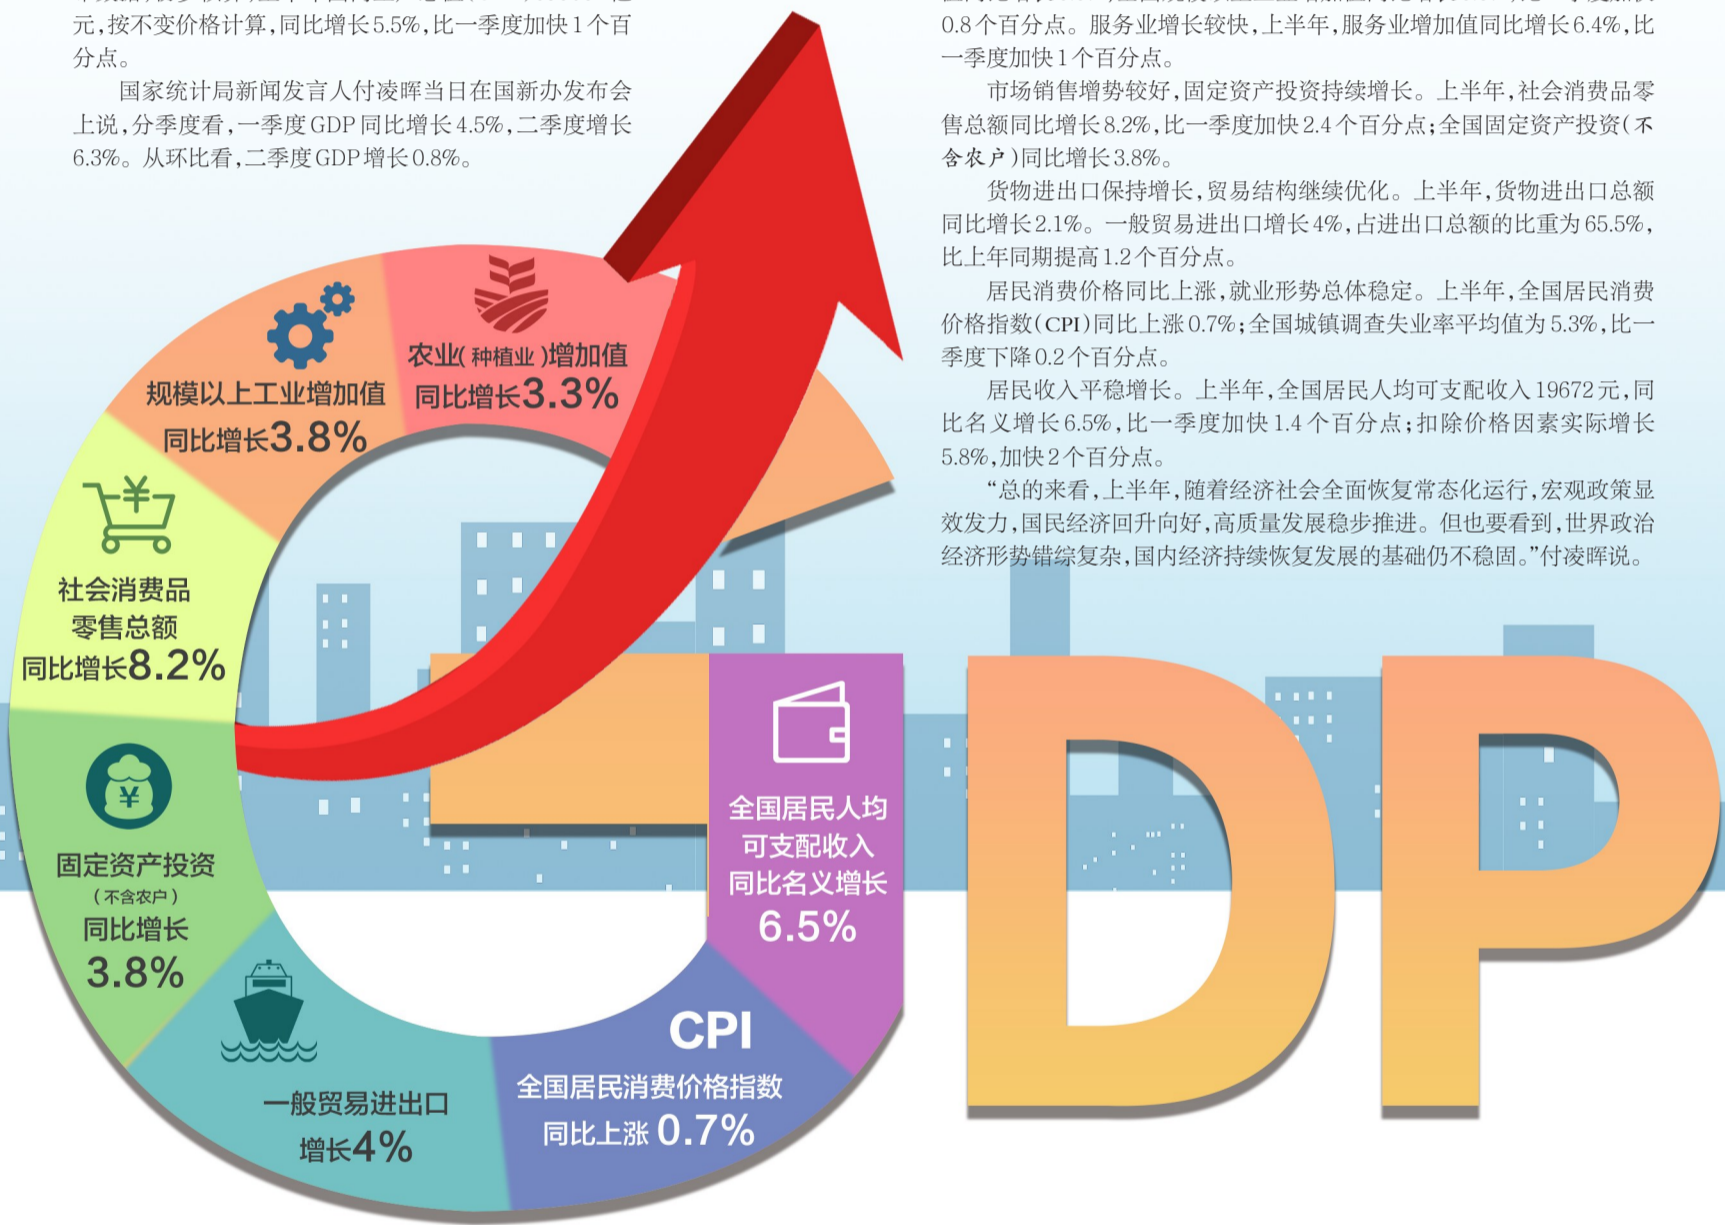 元,按不变价格计算,同比增长5.5%,比一季度加快1个百
分点。
国家统计局新闻发言人付凌晖当日在国新办发布会
上说,分季度看,一季度GDP同比增长4.5%,二季度增长
6.3%。从环比看,二季度GDP增长0.8%。
0.8个百分点。服务业增长较快,上半年,服务业增加值同比增长6.4%,比
一季度加快1个百分点。
市场销售增势较好,固定资产投资持续增长。上半年,社会消费品零
售总额同比增长8.2%,比一季度加快2.4个百分点;全国固定资产投资(不
含农户)同比增长3.8%。
货物进出口保持增长,贸易结构继续优化。上半年,货物进出口总额
同比增长2.1%。一般贸易进出口增长4%,占进出口总额的比重为65.5%,
比上年同期提高1.2个百分点。
居民消费价格同比上涨,就业形势总体稳定。上半年,全国居民消费
价格指数(CPI)同比上涨0.7%;全国城镇调查失业率平均值为5.3%,比一
季度下降0.2个百分点。
居民收入平稳增长。上半年,全国居民人均可支配收入19672元,同
比名义增长6.5%,比一季度加快1.4个百分点;扣除价格因素实际增长
5.8%,加快2个百分点。
“总的来看,上半年,随着经济社会全面恢复常态化运行,宏观政策显
效发力,国民经济回升向好,高质量发展稳步推进。但也要看到,世界政治
经济形势错综复杂,国内经济持续恢复发展的基础仍不稳固。”付凌晖说。
农业(种植业)增加值
同比增长3.3%
规模以上工业增加值
同比增长3.8%
社会消费品
零售总额
同比增长8.2%
固定资产投资
(不含农户)
同比增长
3.8%
一般贸易进出口
增长4%
CPI
全国居民消费价格指数
同比上涨 0.7%
全国居民人均
可支配收入
同比名义增长
6.5%
GDP